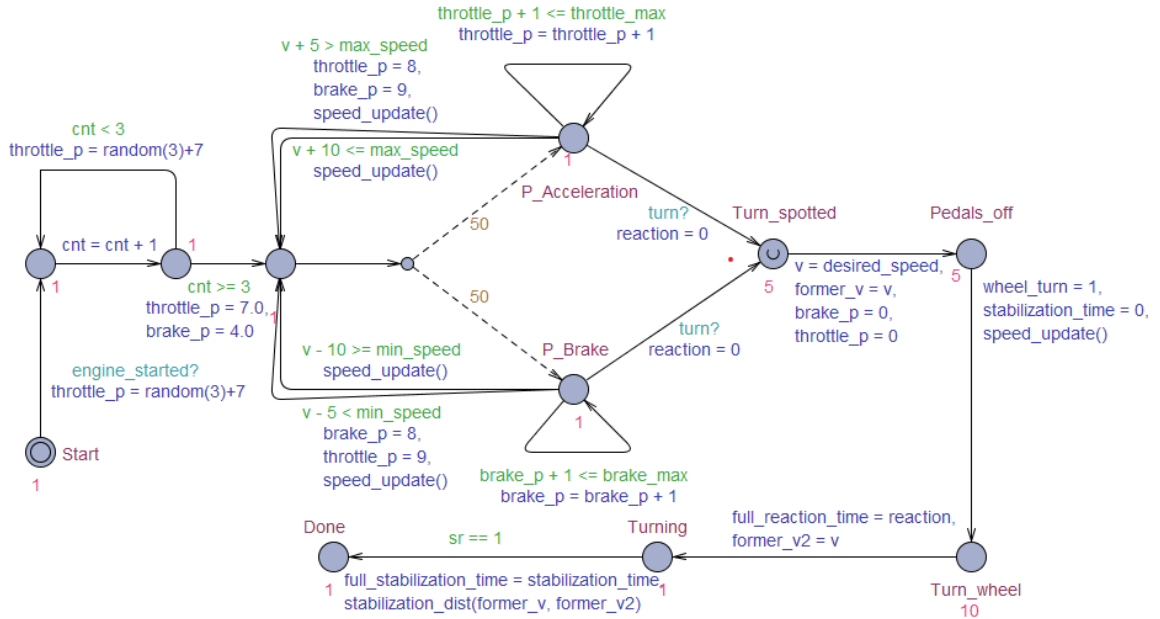 throttle_p + 1 <= throttle_max
throttle_p = throttle_p + 1
v + 5 > max_speed
throttle_p = 8,
brake_p = 9,
speed_update()
cnt < 3
throttle_p = random(3)+7
v + 10 <= max_speed
speed_update()
1
P_Acceleration
50
turn?
reaction = 0
Turn_spotted
Pedals_off
cnt = cnt + 1
1
1
cnt >= 3
throttle_p = 7.0,
brake_p = 4.0
1
5
v = desired_speed,
former_v = v,
brake_p = 0,
throttle_p = 0
5
wheel_turn = 1,
stabilization_time = 0,
speed_update()
50
turn?
reaction = 0
P_Brake
v - 10 >= min_speed
speed_update()
engine_started?
throttle_p = random(3)+7
v - 5 < min_speed
brake_p = 8,
throttle_p = 9,
speed_update()
1
Start
1
brake_p + 1 <= brake_max
brake_p = brake_p + 1
Done
sr == 1
Turning
full_reaction_time = reaction,
former_v2 = v
1
full_stabilization_time = stabilization_time
stabilization_dist(former_v, former_v2)
1
Turn_wheel
10